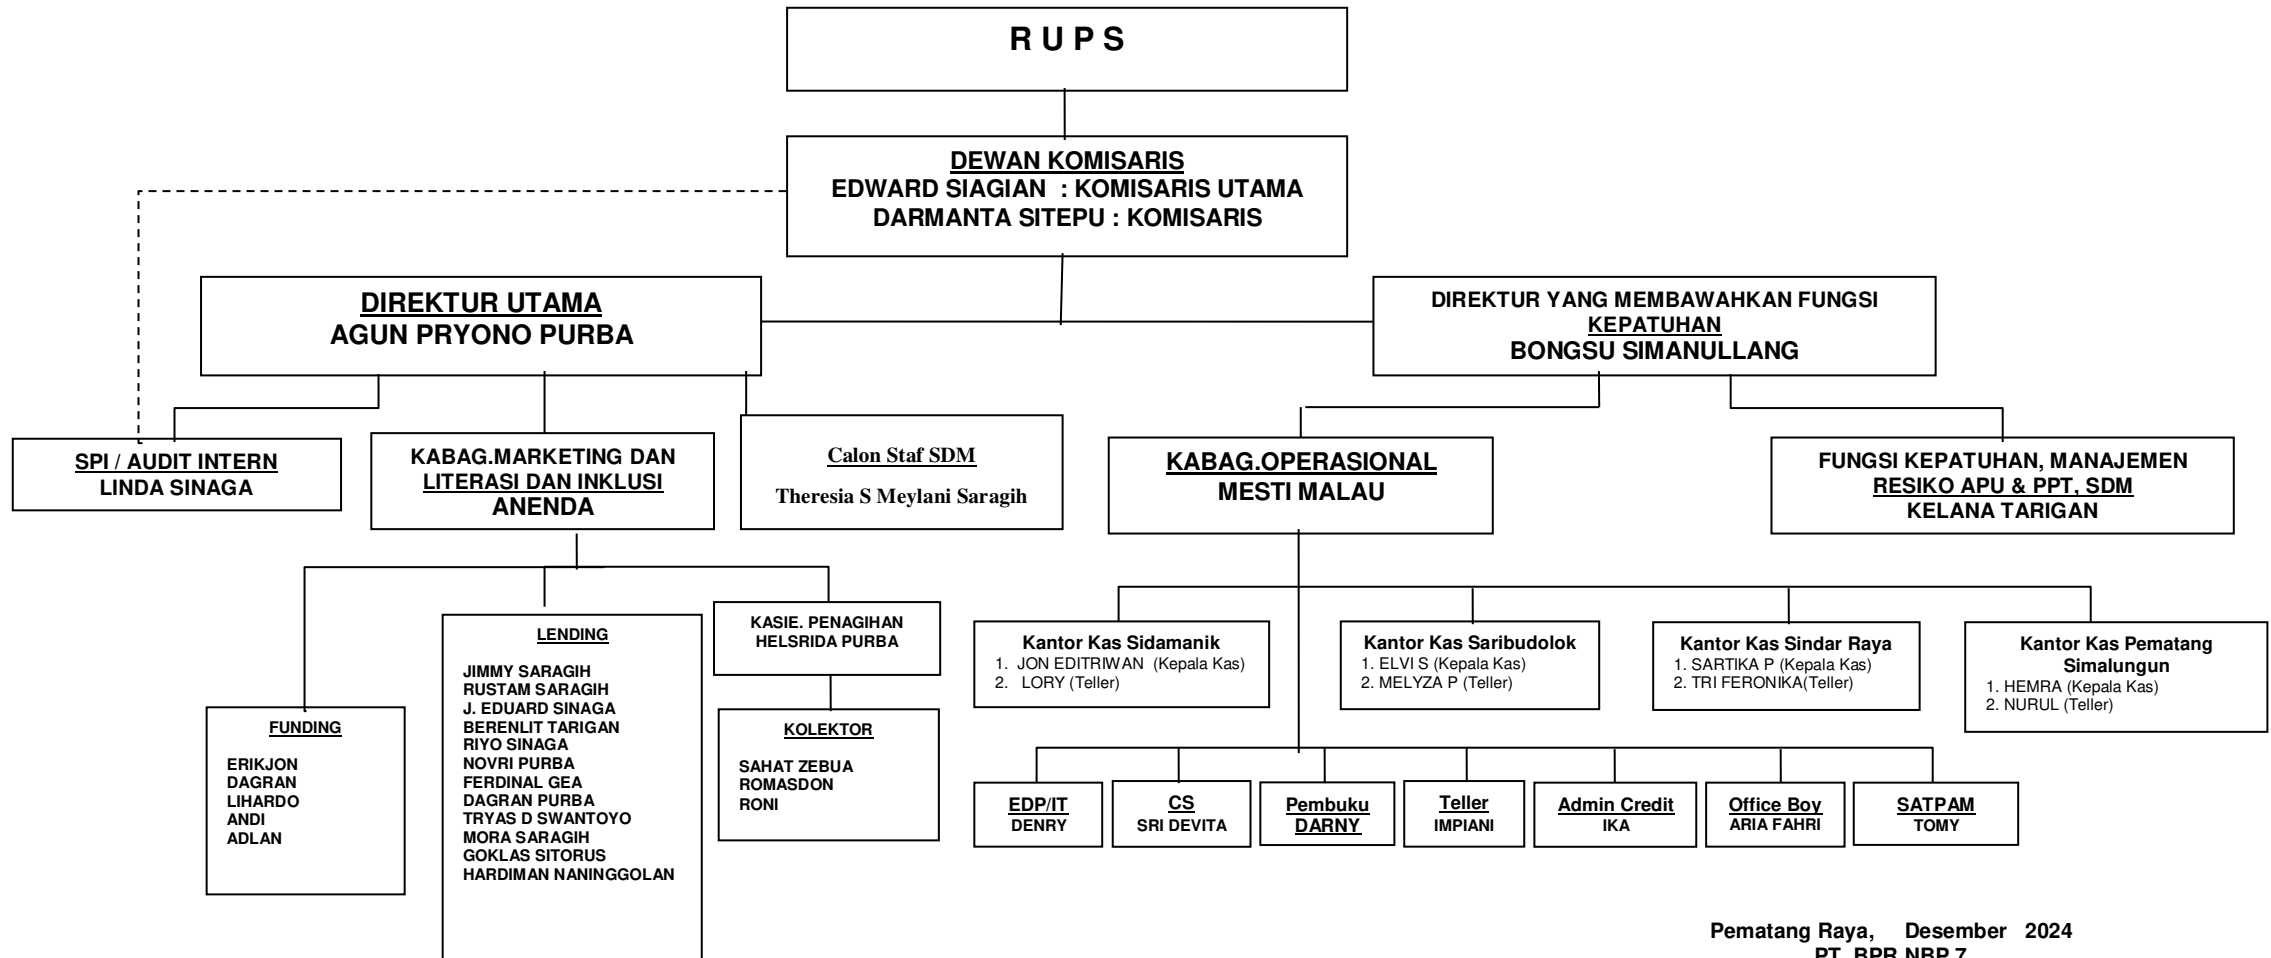 R U P S
DEWAN KOMISARIS
EDWARD SIAGIAN : KOMISARIS UTAMA
DARMANTA SITEPU : KOMISARIS
DIREKTUR UTAMA
AGUN PRYONO PURBA
DIREKTUR YANG MEMBAWAHKAN FUNGSI
KEPATUHAN
BONGSU SIMANULLANG
SPI / AUDIT INTERN
LINDA SINAGA
KABAG.MARKETING DAN
LITERASI DAN INKLUSI
ANENDA
Calon Staf SDM
Theresia S Meylani Saragih
KABAG.OPERASIONAL
MESTI MALAU
FUNGSI KEPATUHAN, MANAJEMEN
RESIKO APU & PPT, SDM
KELANA TARIGAN
FUNDING
ERIKJON
DAGRAN
LIHARDO
ANDI
ADLAN
LENDING
JIMMY SARAGIH
RUSTAM SARAGIH
J. EDUARD SINAGA
BERENLIT TARIGAN
RIYO SINAGA
NOVRI PURBA
FERDINAL GEA
DAGRAN PURBA
TRYAS D SWANTOYO
MORA SARAGIH
GOKLAS SITORUS
HARDIMAN NANINGGOLAN
KASIE. PENAGIHAN
HELSRIDA PURBA
KOLEKTOR
SAHAT ZEBUA
ROMASDON
RONI
Kantor Kas Sidamanik
1. JON EDITRIWAN (Kepala Kas)
2. LORY (Teller)
Kantor Kas Saribudolok
1. ELVI S (Kepala Kas)
2. MELYZA P (Teller)
Kantor Kas Sindar Raya
1. SARTIKA P (Kepala Kas)
2. TRI FERONIKA(Teller)
Kantor Kas Pematang
Simalungun
1. HEMRA (Kepala Kas)
2. NURUL (Teller)
EDP/IT
DENRY
CS
SRI DEVITA
Pembuku
DARNY
Teller
IMPIANI
Admin Credit
IKA
Office Boy
ARIA FAHRI
SATPAM
TOMY
Pematang Raya, Desember 2024
PT. BPR NBP 7